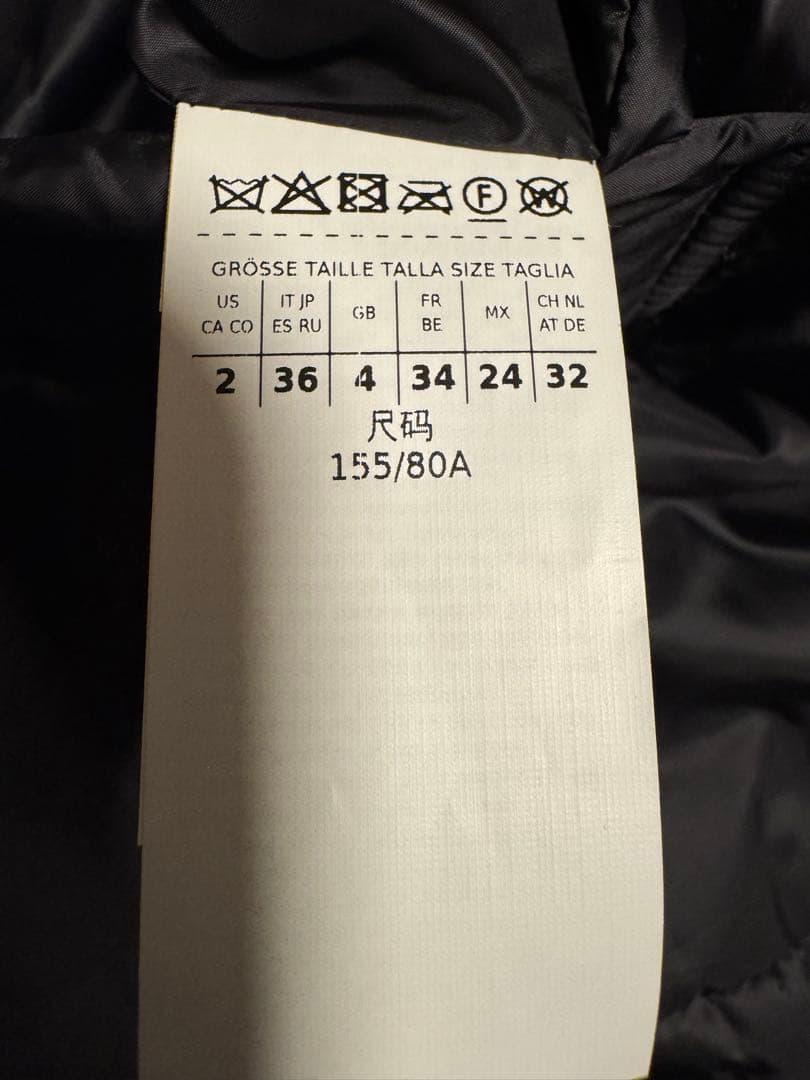 F W
GRÖSSE TAILLE TALLA SIZE TAGLIA
US CA CO IT JP ES RU GB FR BE MX CH NL AT DE
2 36 4 34 24 32
尺码
155/80A